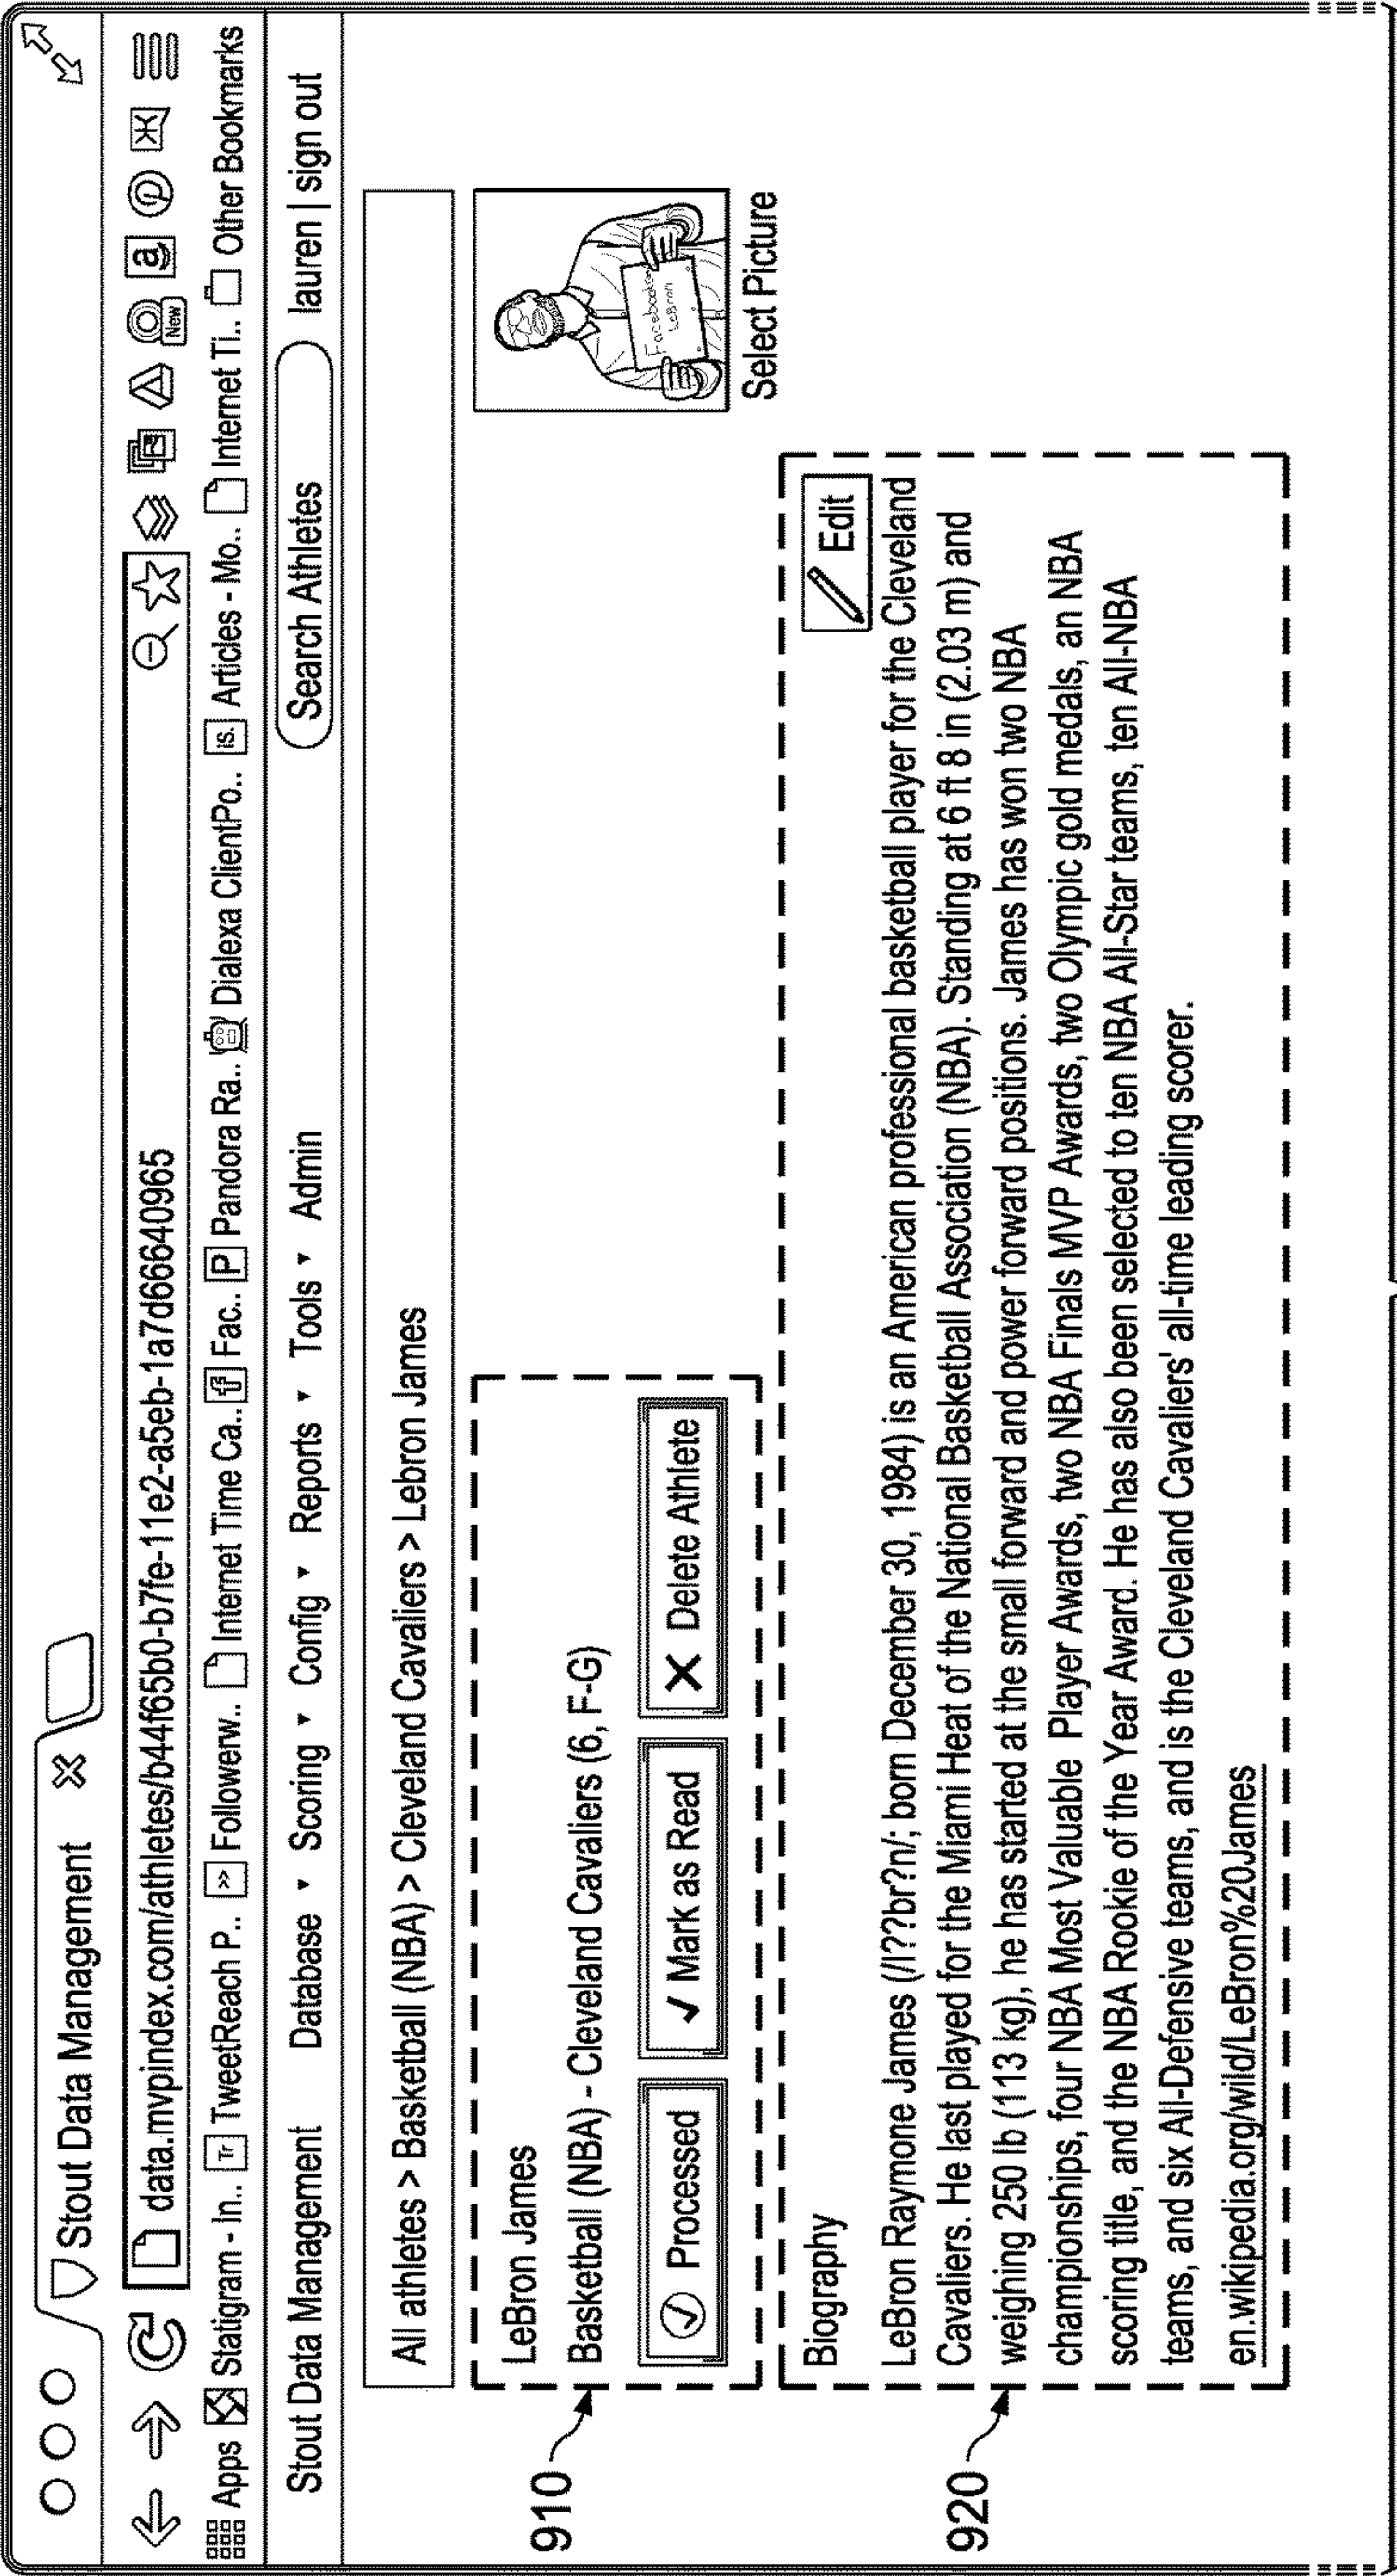 Stout Data Management
data.mvpindex.com/athletes/b44f65b0-b7fe-11e2-a5eb-1a7d66640965
New
a
Apps Statigram - In.. Tr TweetReach P.. >> Followerw.. Internet Time Ca.. f Fac.. P Pandora Ra.. Dialexa ClientPo.. is. Articles - Mo.. Internet Ti.. Other Bookmarks
Stout Data Management Database Scoring Config Reports Tools Admin Search Athletes lauren | sign out
All athletes > Basketball (NBA) > Cleveland Cavaliers > Lebron James
910
LeBron James
Basketball (NBA) - Cleveland Cavaliers (6, F-G)
Processed Mark as Read Delete Athlete
Facebook
LeBron
Select Picture
920
Biography
Edit
LeBron Raymone James (/l??br?n/; born December 30, 1984) is an American professional basketball player for the Cleveland
Cavaliers. He last played for the Miami Heat of the National Basketball Association (NBA). Standing at 6 ft 8 in (2.03 m) and
weighing 250 lb (113 kg), he has started at the small forward and power forward positions. James has won two NBA
championships, four NBA Most Valuable Player Awards, two NBA Finals MVP Awards, two Olympic gold medals, an NBA
scoring title, and the NBA Rookie of the Year Award. He has also been selected to ten NBA All-Star teams, ten All-NBA
teams, and six All-Defensive teams, and is the Cleveland Cavaliers' all-time leading scorer.
en.wikipedia.org/wild/LeBron%20James